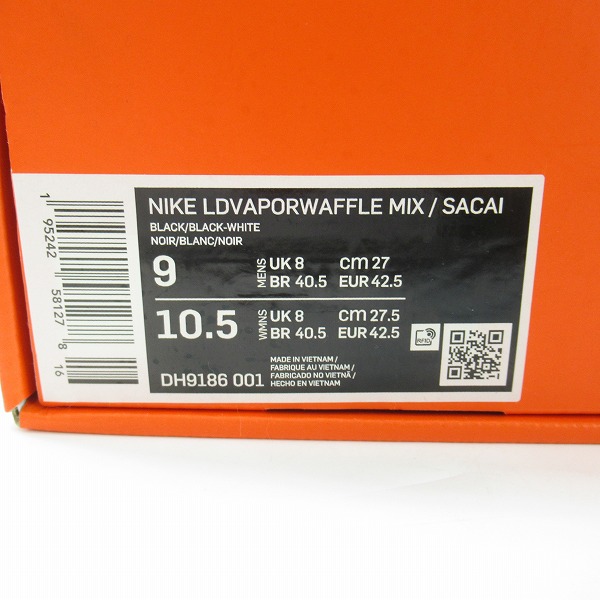 NIKE LDVAPORWAFFLE MIX / SACAI
BLACK/BLACK-WHITE
NOIR/BLANC/NOIR
9 MENS UK 8 CM 27
BR 40.5 EUR 42.5
10.5 WMNS UK 8 CM 27.5
BR 40.5 EUR 42.5
RFID
DH9186 001
MADE IN VIETNAM /
FABRIQUE AU VIETNAM /
FABRICADO NO VIETNÃ /
HECHO EN VIETNAM
1 95242 58127 8 16